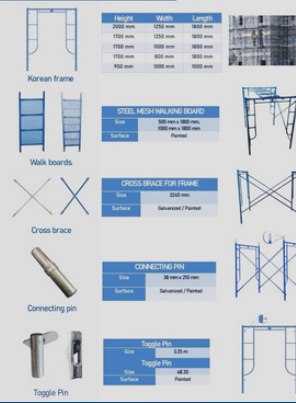 Height Width Length
2000 mm 1250 mm 1800 mm
1700 mm 1250 mm 1800 mm
1700 mm 1000 mm 1800 mm
1700 mm 800 mm 1800 mm
900 mm 1000 mm 1000 mm
Korean frame
STEEL MESH WALKING BOARD
Size 500 mm x 1800 mm,
1000 mm x 1800 mm
Surface Painted
Walk boards
CROSS BRACE FOR FRAME
Size 2245 mm
Surface Galvanized / Painted
Cross brace
CONNECTING PIN
Size 38 mm x 210 mm
Surface Galvanized / Painted
Connecting pin
Toggle Pin
Size
Toggle Pin
Size 48.30
Surface Painted
Toggle Pin